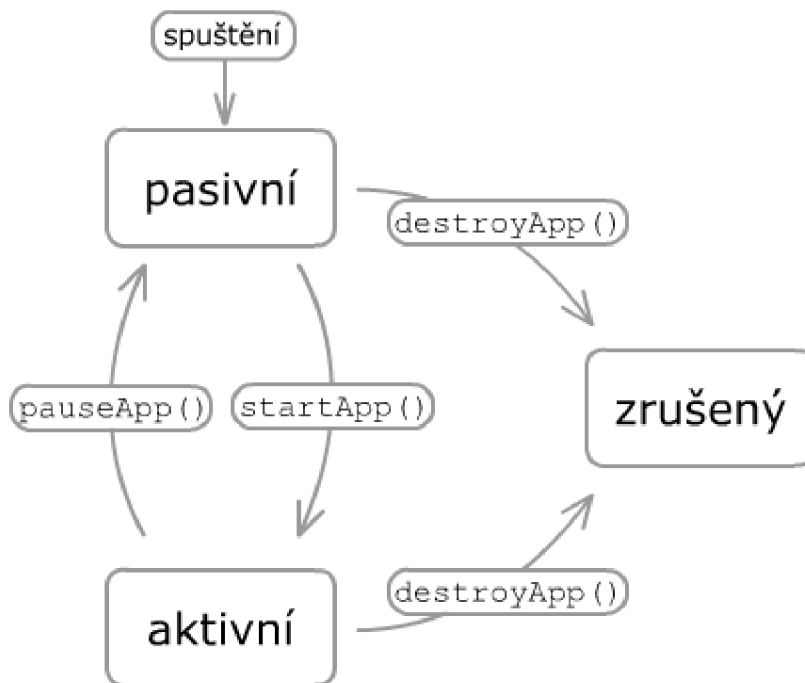 spuštění
pasivní
destroyApp()
pauseApp()
startApp()
zrušený
destroyApp()
aktivní